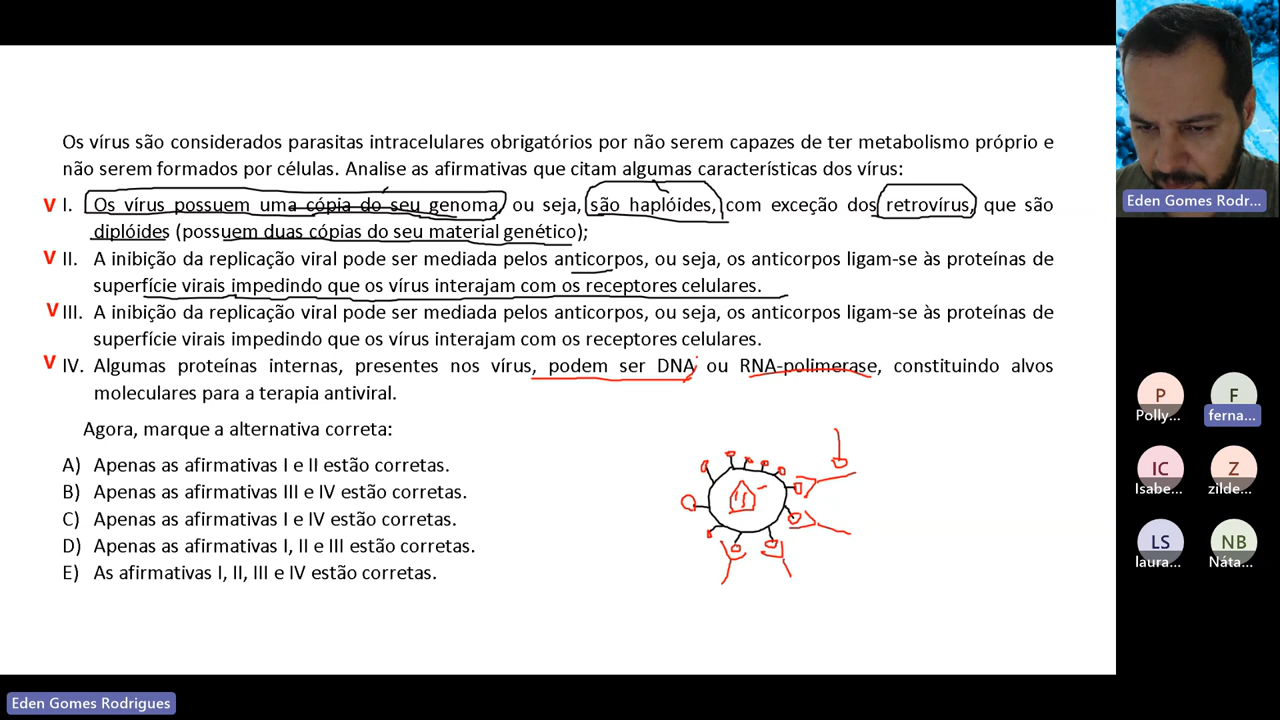 Os vírus são considerados parasitas intracelulares obrigatórios por não serem capazes de ter metabolismo próprio e
não serem formados por células. Analise as afirmativas que citam algumas características dos vírus:
V I. Os vírus possuem uma cópia do seu genoma, ou seja, são haplóides, com exceção dos retrovírus, que são
diplóides (possuem duas cópias do seu material genético);
V II. A inibição da replicação viral pode ser mediada pelos anticorpos, ou seja, os anticorpos ligam-se às proteínas de
superfície virais impedindo que os vírus interajam com os receptores celulares.
V III. A inibição da replicação viral pode ser mediada pelos anticorpos, ou seja, os anticorpos ligam-se às proteínas de
superfície virais impedindo que os vírus interajam com os receptores celulares.
V IV. Algumas proteínas internas, presentes nos vírus, podem ser DNA ou RNA-polimerase, constituindo alvos
moleculares para a terapia antiviral.
Agora, marque a alternativa correta:
A) Apenas as afirmativas I e II estão corretas.
B) Apenas as afirmativas III e IV estão corretas.
C) Apenas as afirmativas I e IV estão corretas.
D) Apenas as afirmativas I, II e III estão corretas.
E) As afirmativas I, II, III e IV estão corretas.
Eden Gomes Rodr...
P
F
Polly...
ferna...
IC
Z
Isabe...
zilde...
LS
NB
laura...
Náta...
Eden Gomes Rodrigues